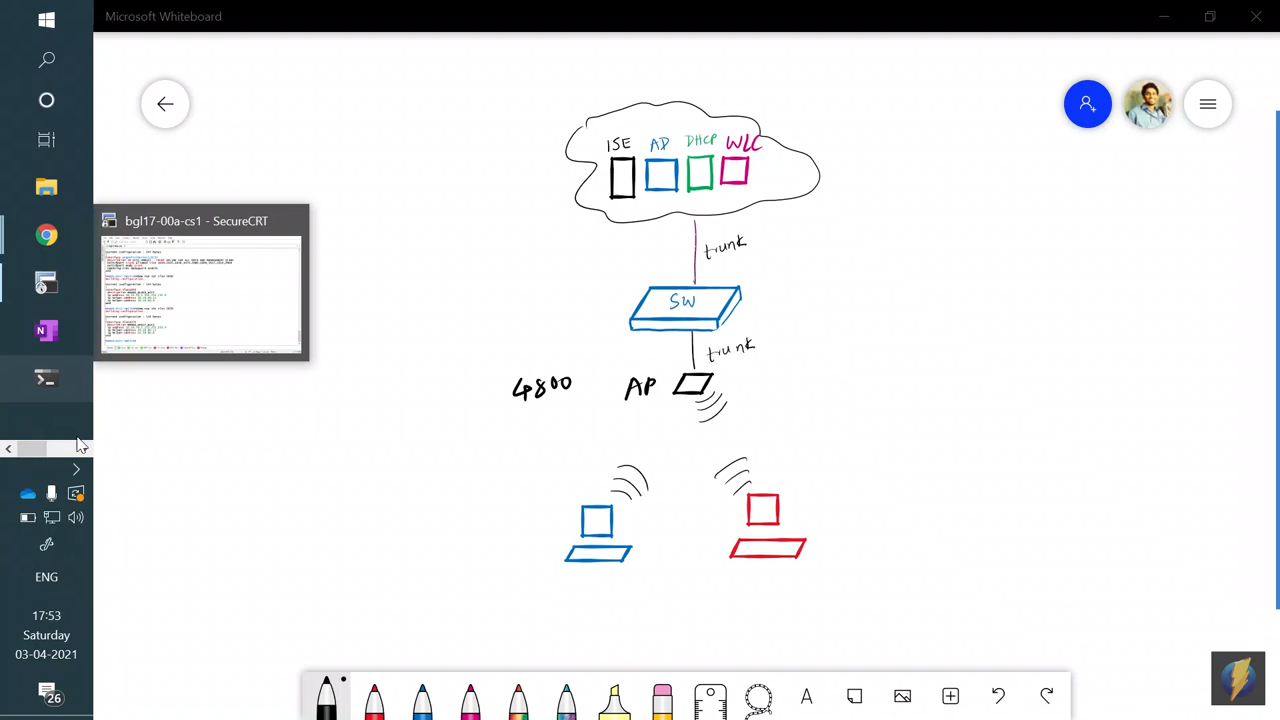 Microsoft Whiteboard
ISE AD DHCP WLC
trunk
bgl17-00a-cs1 - SecureCRT
SW
trunk
4800 AP
ENG
17:53
Saturday
03-04-2021
26
A